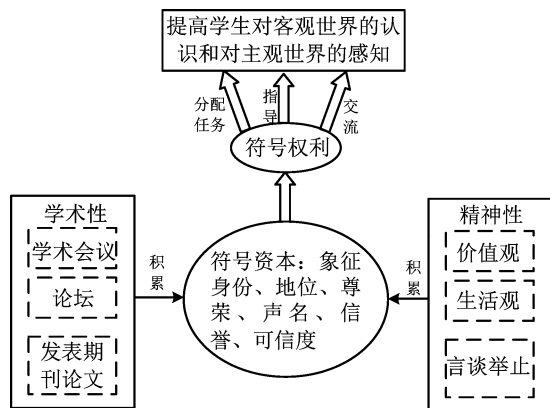 提高学生对客观世界的认
识和对主观世界的感知
分配
任务
指
导
交
流
符号权利
学术性
学术会议
论坛
发表期
刊论文
积
累
符号资本：象征
身份、地位、尊
荣、声名、信
誉、可信度
积
累
精神性
价值观
生活观
言谈举止